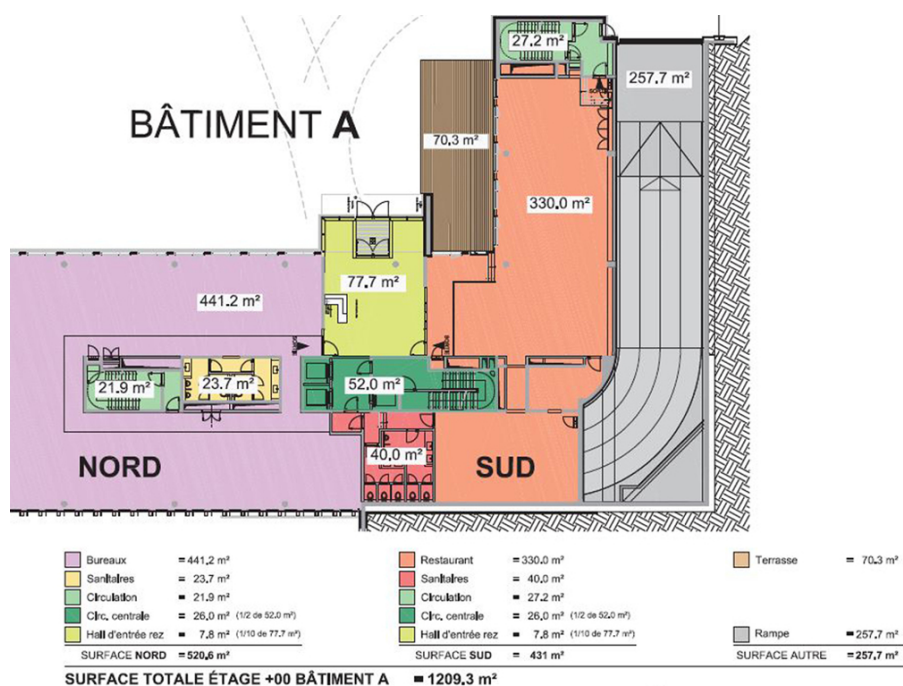 27.2 m²
257.7 m²
BÂTIMENT A
70.3 m²
330.0 m²
77.7 m²
441.2 m²
21.9 m²
23.7 m²
52.0 m²
NORD
40.0 m²
SUD
Bureaux = 441.2 m²
Sanitaires = 23.7 m²
Circulation = 21.9 m²
Circ. centrale = 26.0 m² (1/2 de 52.0 m²)
Hall d'entrée rez = 7.8 m² (1/10 de 77.7 m²)
SURFACE NORD = 520.6 m²
Restaurant = 330.0 m²
Sanitaires = 40.0 m²
Circulation = 27.2 m²
Circ. centrale = 26.0 m² (1/2 de 52.0 m²)
Hall d'entrée rez = 7.8 m² (1/10 de 77.7 m²)
SURFACE SUD = 431 m²
Terrasse = 70.3 m²
Rampe = 257.7 m²
SURFACE AUTRE = 257.7 m²
SURFACE TOTALE ÉTAGE +00 BÂTIMENT A = 1209.3 m²